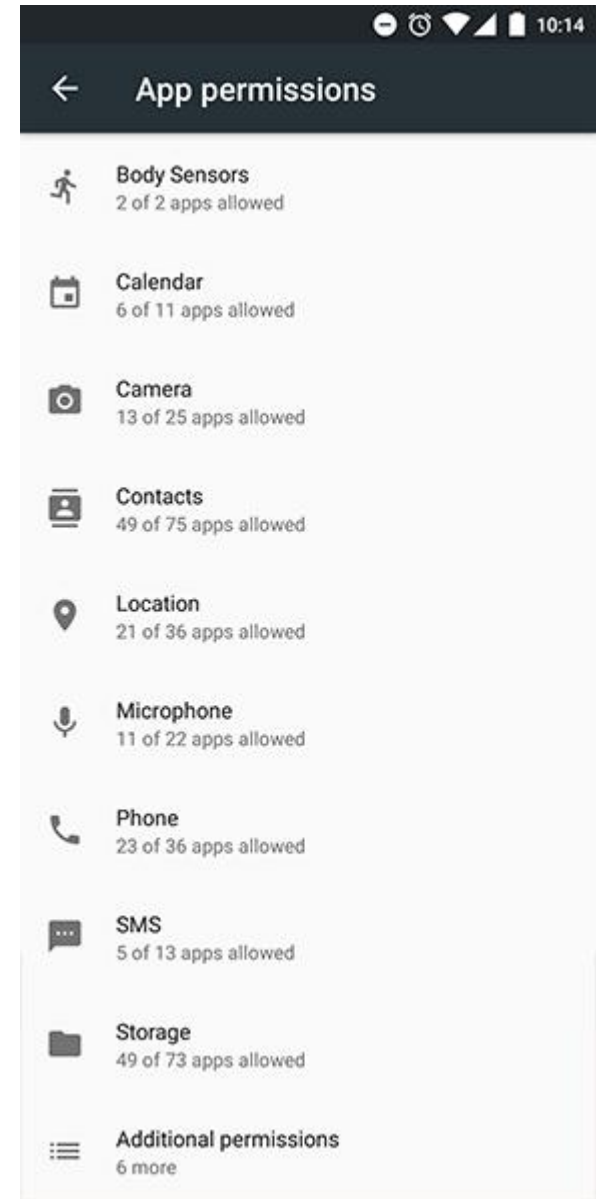 10:14
App permissions
Body Sensors
2 of 2 apps allowed
Calendar
6 of 11 apps allowed
Camera
13 of 25 apps allowed
Contacts
49 of 75 apps allowed
Location
21 of 36 apps allowed
Microphone
11 of 22 apps allowed
Phone
23 of 36 apps allowed
SMS
5 of 13 apps allowed
Storage
49 of 73 apps allowed
Additional permissions
6 more